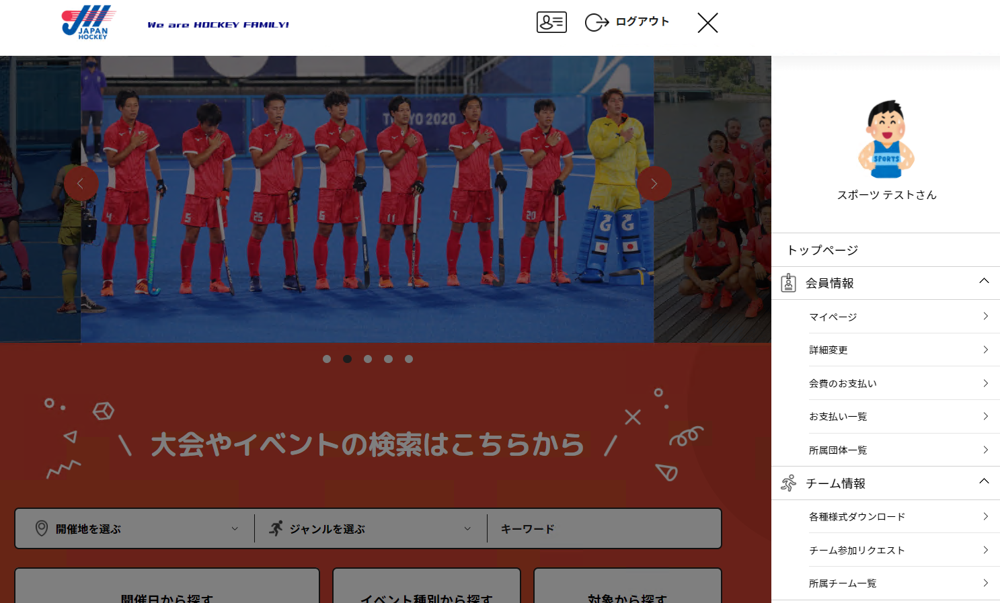 JAPAN
HOCKEY
We are HOCKEY FAMILY!
ログアウト
TOKYO 2020
4
5
25
6
11
7
20
SPORTS
スポーツ テストさん
トップページ
会員情報
マイページ
詳細変更
会費のお支払い
お支払い一覧
所属団体一覧
チーム情報
各種様式ダウンロード
チーム参加リクエスト
所属チーム一覧
大会やイベントの検索はこちらから
開催地を選ぶ
ジャンルを選ぶ
キーワード
開催日から探す
イベント種別から探す
対象から探す